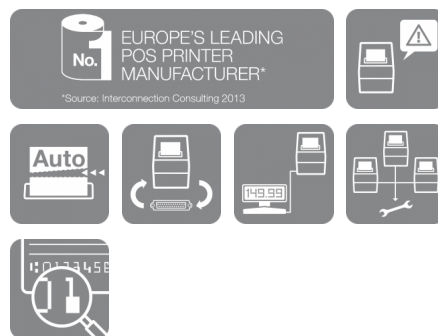 No.1
EUROPE'S LEADING
POS PRINTER
MANUFACTURER*
*Source: Interconnection Consulting 2013
Auto
149.99